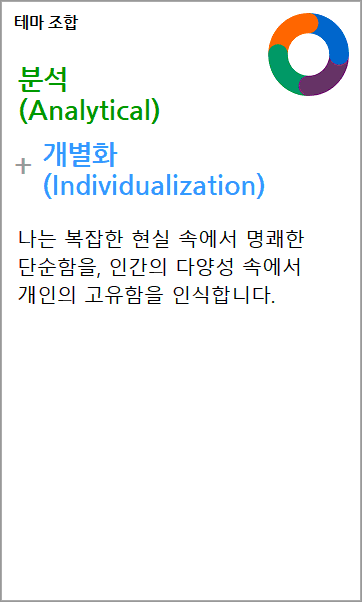 테마 조합
분석
(Analytical)
+ 개별화
(Individualization)
나는 복잡한 현실 속에서 명쾌한
단순함을, 인간의 다양성 속에서
개인의 고유함을 인식합니다.